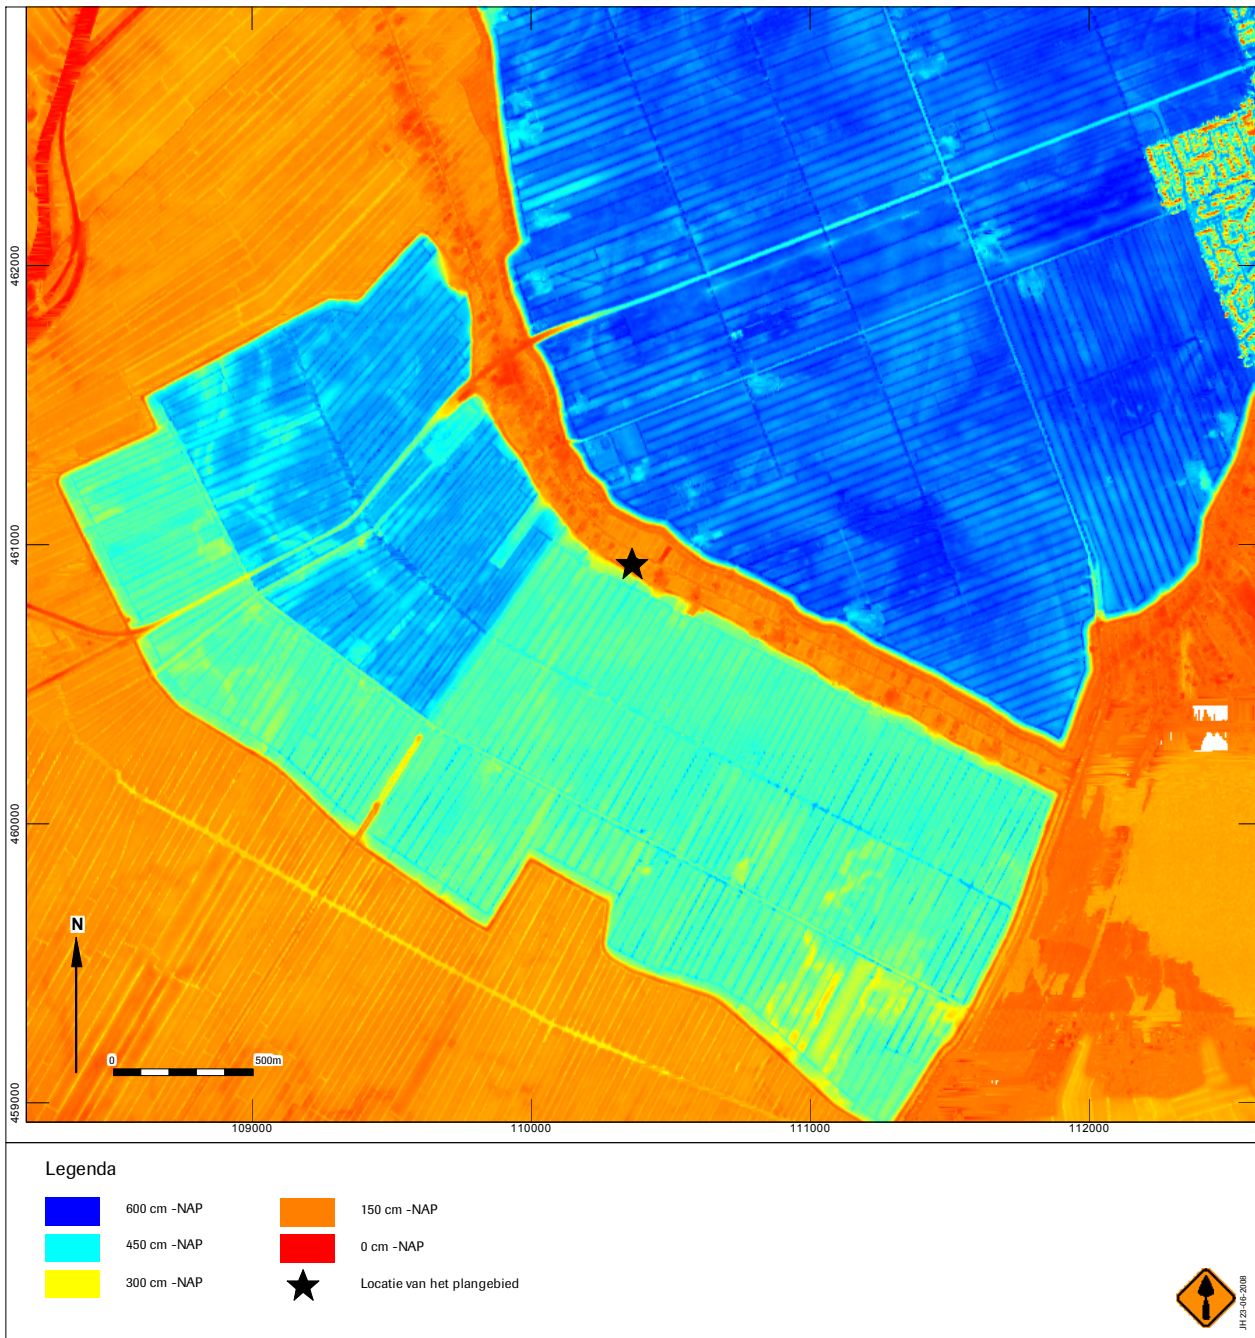 462000
461000
460000
459000
N
0
500m
109000
110000
111000
112000
Legenda
600 cm -NAP
450 cm -NAP
300 cm -NAP
150 cm -NAP
0 cm -NAP
Locatie van het plangebied
JH 23-06-2008